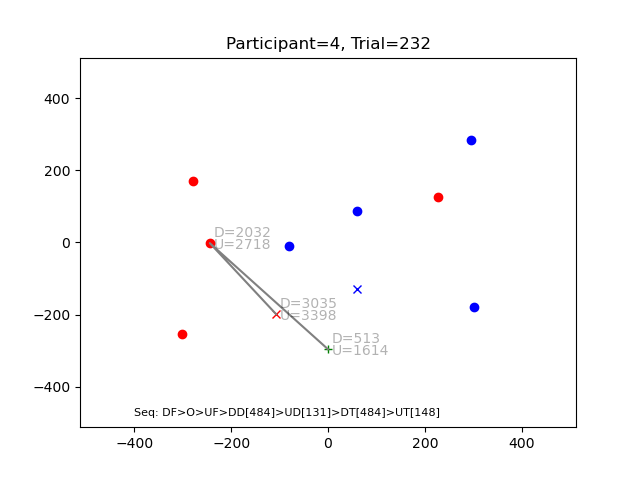 Participant=4, Trial=232
400
200
0
−200
−400
D=2032
U=2718
D=3035
U=3398
D=513
U=1614
Seq: DF>O>UF>DD[484]>UD[131]>DT[484]>UT[148]
−400 −200 0 200 400